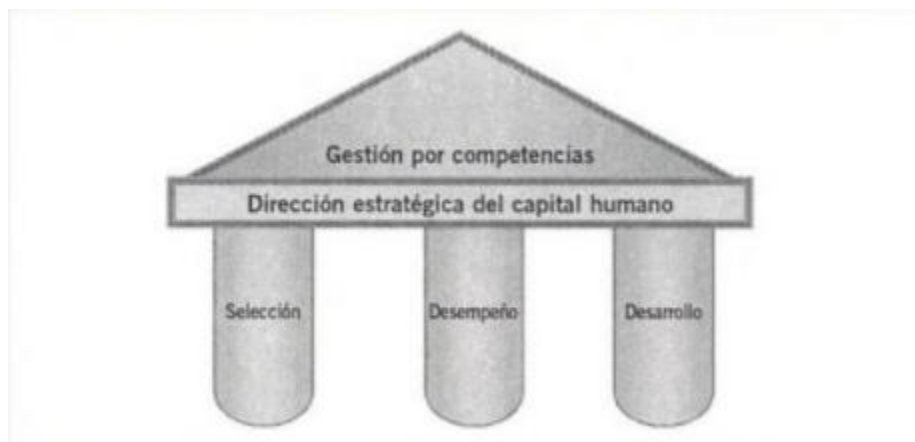 Gestión por competencias
Dirección estratégica del capital humano
Selección
Desempeño
Desarrollo